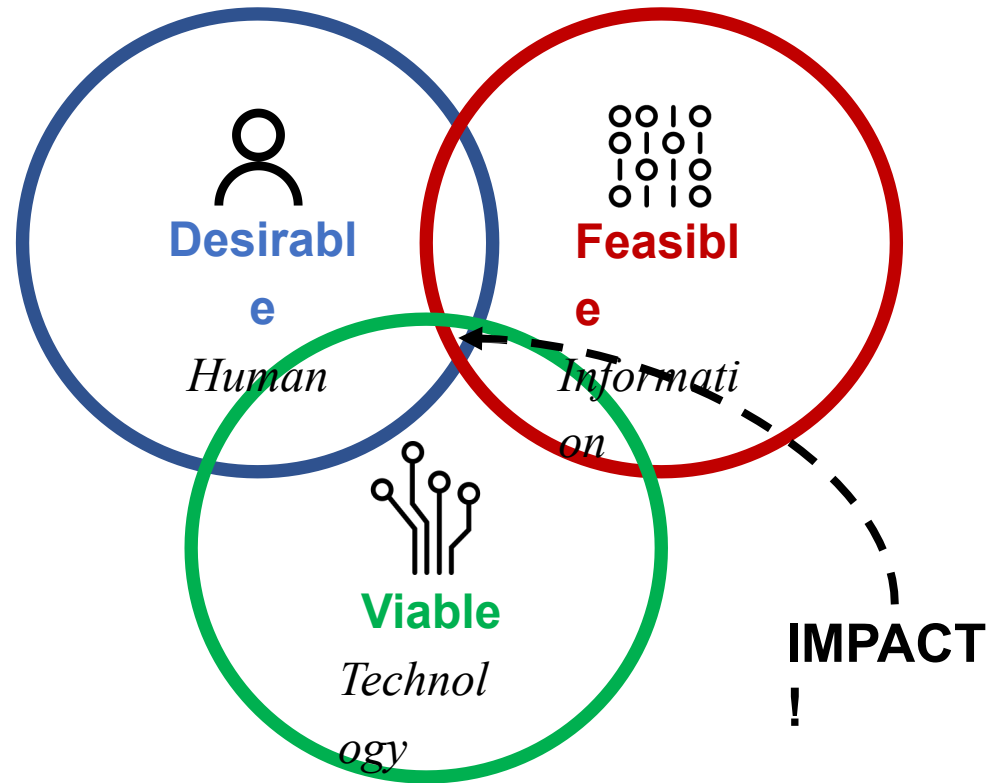 Desirabl
e
Human
Feasibl
e
Informati
on
Viable
Technol
ogy
IMPACT
!